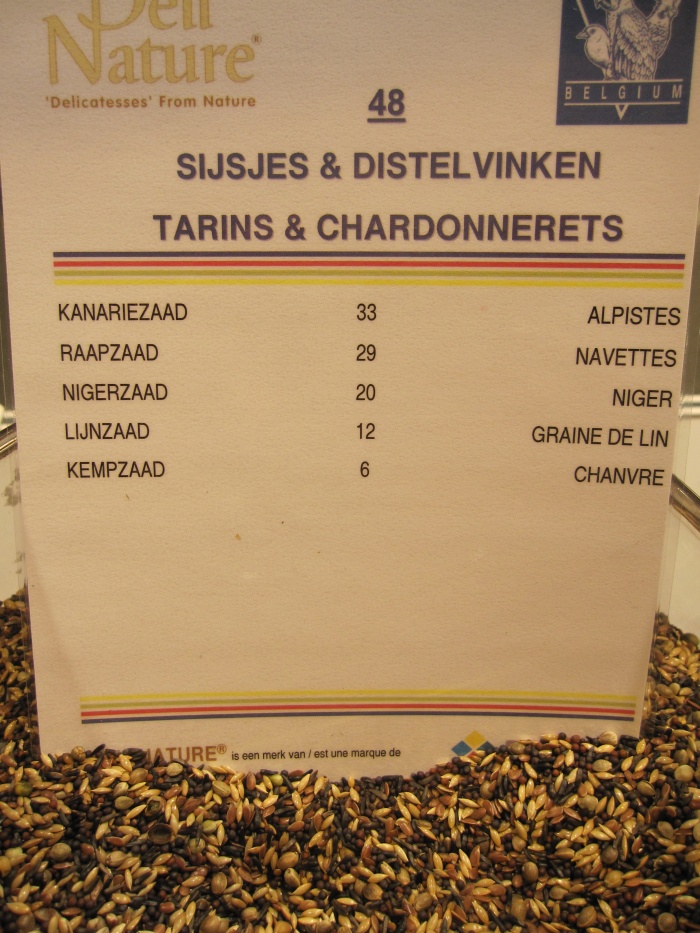 Deli
Nature®
'Delicatesses' From Nature
BELGIUM
48
SIJSJES & DISTELVINKEN
TARINS & CHARDONNERETS
KANARIEZAAD 33 ALPISTES
RAAPZAAD 29 NAVETTES
NIGERZAAD 20 NIGER
LIJNZAAD 12 GRAINE DE LIN
KEMPZAAD 6 CHANVRE
NATURE® is een merk van / est une marque de